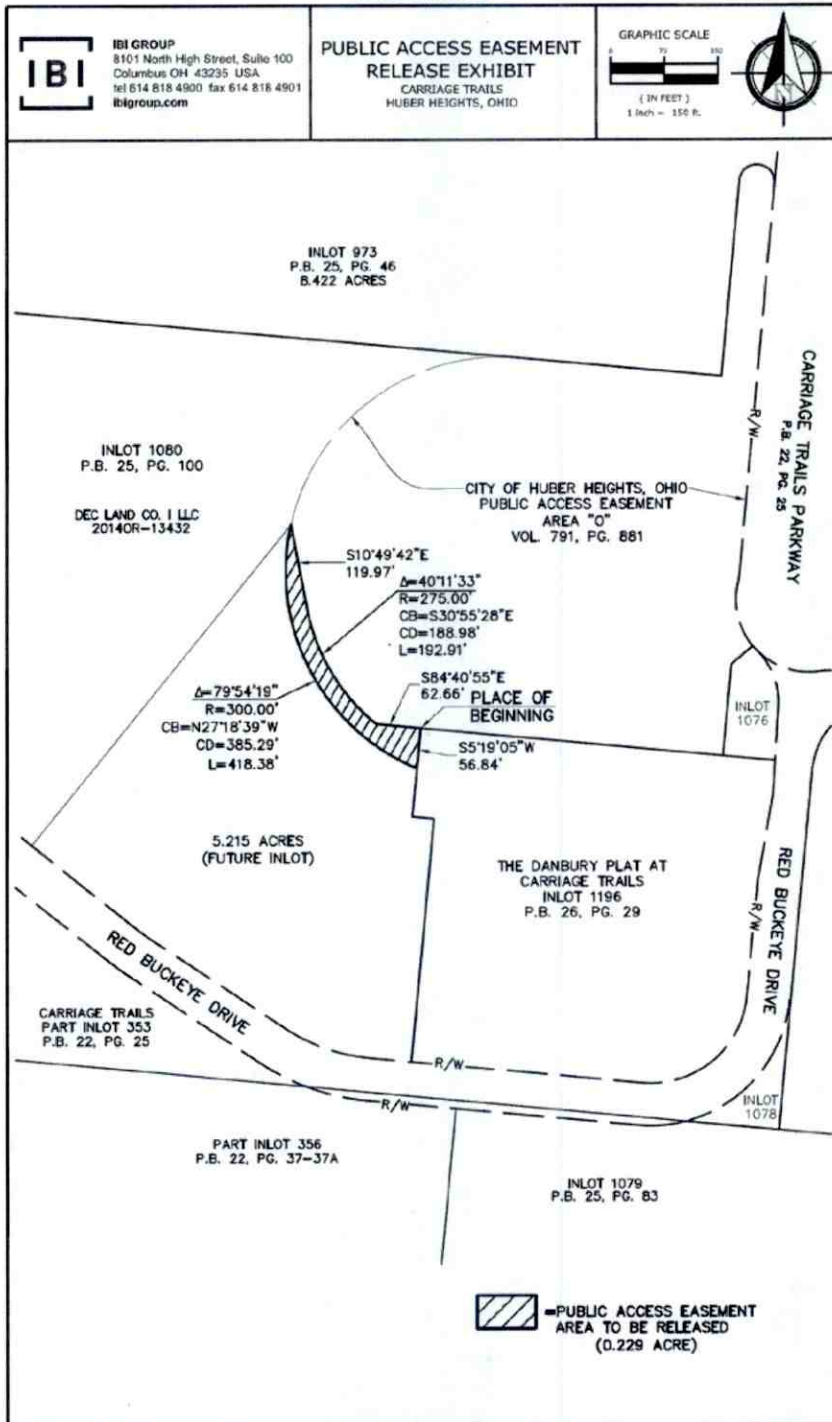 IBI
IBI GROUP
8101 North High Street, Suite 100
Columbus OH 43235 USA
tel 614 818 4900 fax 614 818 4901
ibigroup.com
PUBLIC ACCESS EASEMENT
RELEASE EXHIBIT
CARRIAGE TRAILS
HUBER HEIGHTS, OHIO
GRAPHIC SCALE
0 75 150
( IN FEET )
1 inch = 150 ft.
N
INLOT 973
P.B. 25, PG. 46
8.422 ACRES
CARRIAGE TRAILS PARKWAY
P.B. 22, PG. 25
R/W
INLOT 1080
P.B. 25, PG. 100
DEC LAND CO. I LLC
2014OR-13432
CITY OF HUBER HEIGHTS, OHIO
PUBLIC ACCESS EASEMENT
AREA "O"
VOL. 791, PG. 881
S10°49'42"E
119.97'
Δ=40°11'33"
R=275.00'
CB=S30°55'28"E
CD=188.98'
L=192.91'
S84°40'55"E
62.66'
PLACE OF
BEGINNING
Δ=79°54'19"
R=300.00'
CB=N27°18'39"W
CD=385.29'
L=418.38'
S5°19'05"W
56.84'
INLOT
1076
5.215 ACRES
(FUTURE INLOT)
THE DANBURY PLAT AT
CARRIAGE TRAILS
INLOT 1196
P.B. 26, PG. 29
R/W
RED BUCKEYE DRIVE
RED BUCKEYE DRIVE
CARRIAGE TRAILS
PART INLOT 353
P.B. 22, PG. 25
R/W
R/W
INLOT
1078
PART INLOT 356
P.B. 22, PG. 37-37A
INLOT 1079
P.B. 25, PG. 83
=PUBLIC ACCESS EASEMENT
AREA TO BE RELEASED
(0.229 ACRE)